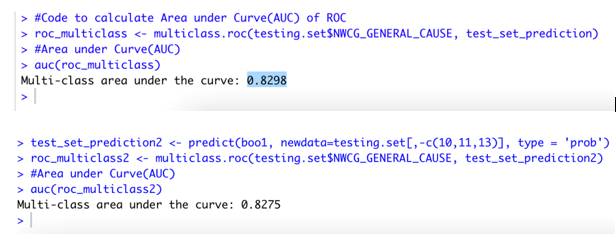 > #Code to calculate Area under Curve(AUC) of ROC
> roc_multiclass <- multiclass.roc(testing.set$NWCG_GENERAL_CAUSE, test_set_prediction)
> #Area under Curve(AUC)
> auc(roc_multiclass)
Multi-class area under the curve: 0.8298
>
> test_set_prediction2 <- predict(boo1, newdata=testing.set[,-c(10,11,13)], type = 'prob')
> roc_multiclass2 <- multiclass.roc(testing.set$NWCG_GENERAL_CAUSE, test_set_prediction2)
> #Area under Curve(AUC)
> auc(roc_multiclass2)
Multi-class area under the curve: 0.8275
>